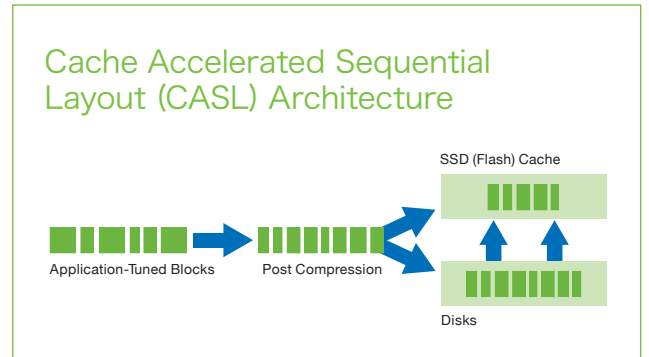 Cache Accelerated Sequential
Layout (CASL) Architecture
SSD (Flash) Cache
Application-Tuned Blocks
Post Compression
Disks